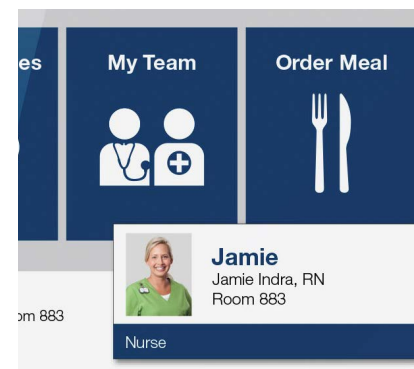 es
My Team
Order Meal
Jamie
Jamie Indra, RN
Room 883
om 883
Nurse